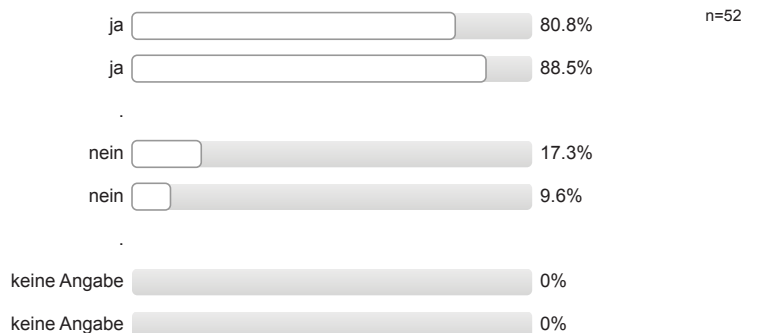 ja 80.8% n=52
ja 88.5%
.
nein 17.3%
nein 9.6%
.
keine Angabe 0%
keine Angabe 0%